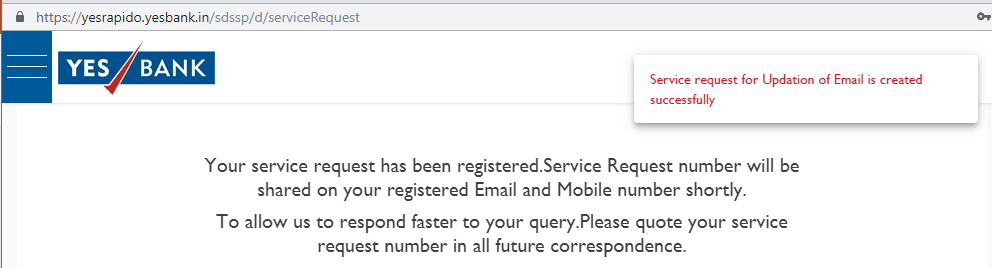 https://yesrapido.yesbank.in/sdssp/d/serviceRequest
YES BANK
Service request for Updation of Email is created
successfully
Your service request has been registered.Service Request number will be
shared on your registered Email and Mobile number shortly.
To allow us to respond faster to your query.Please quote your service
request number in all future correspondence.